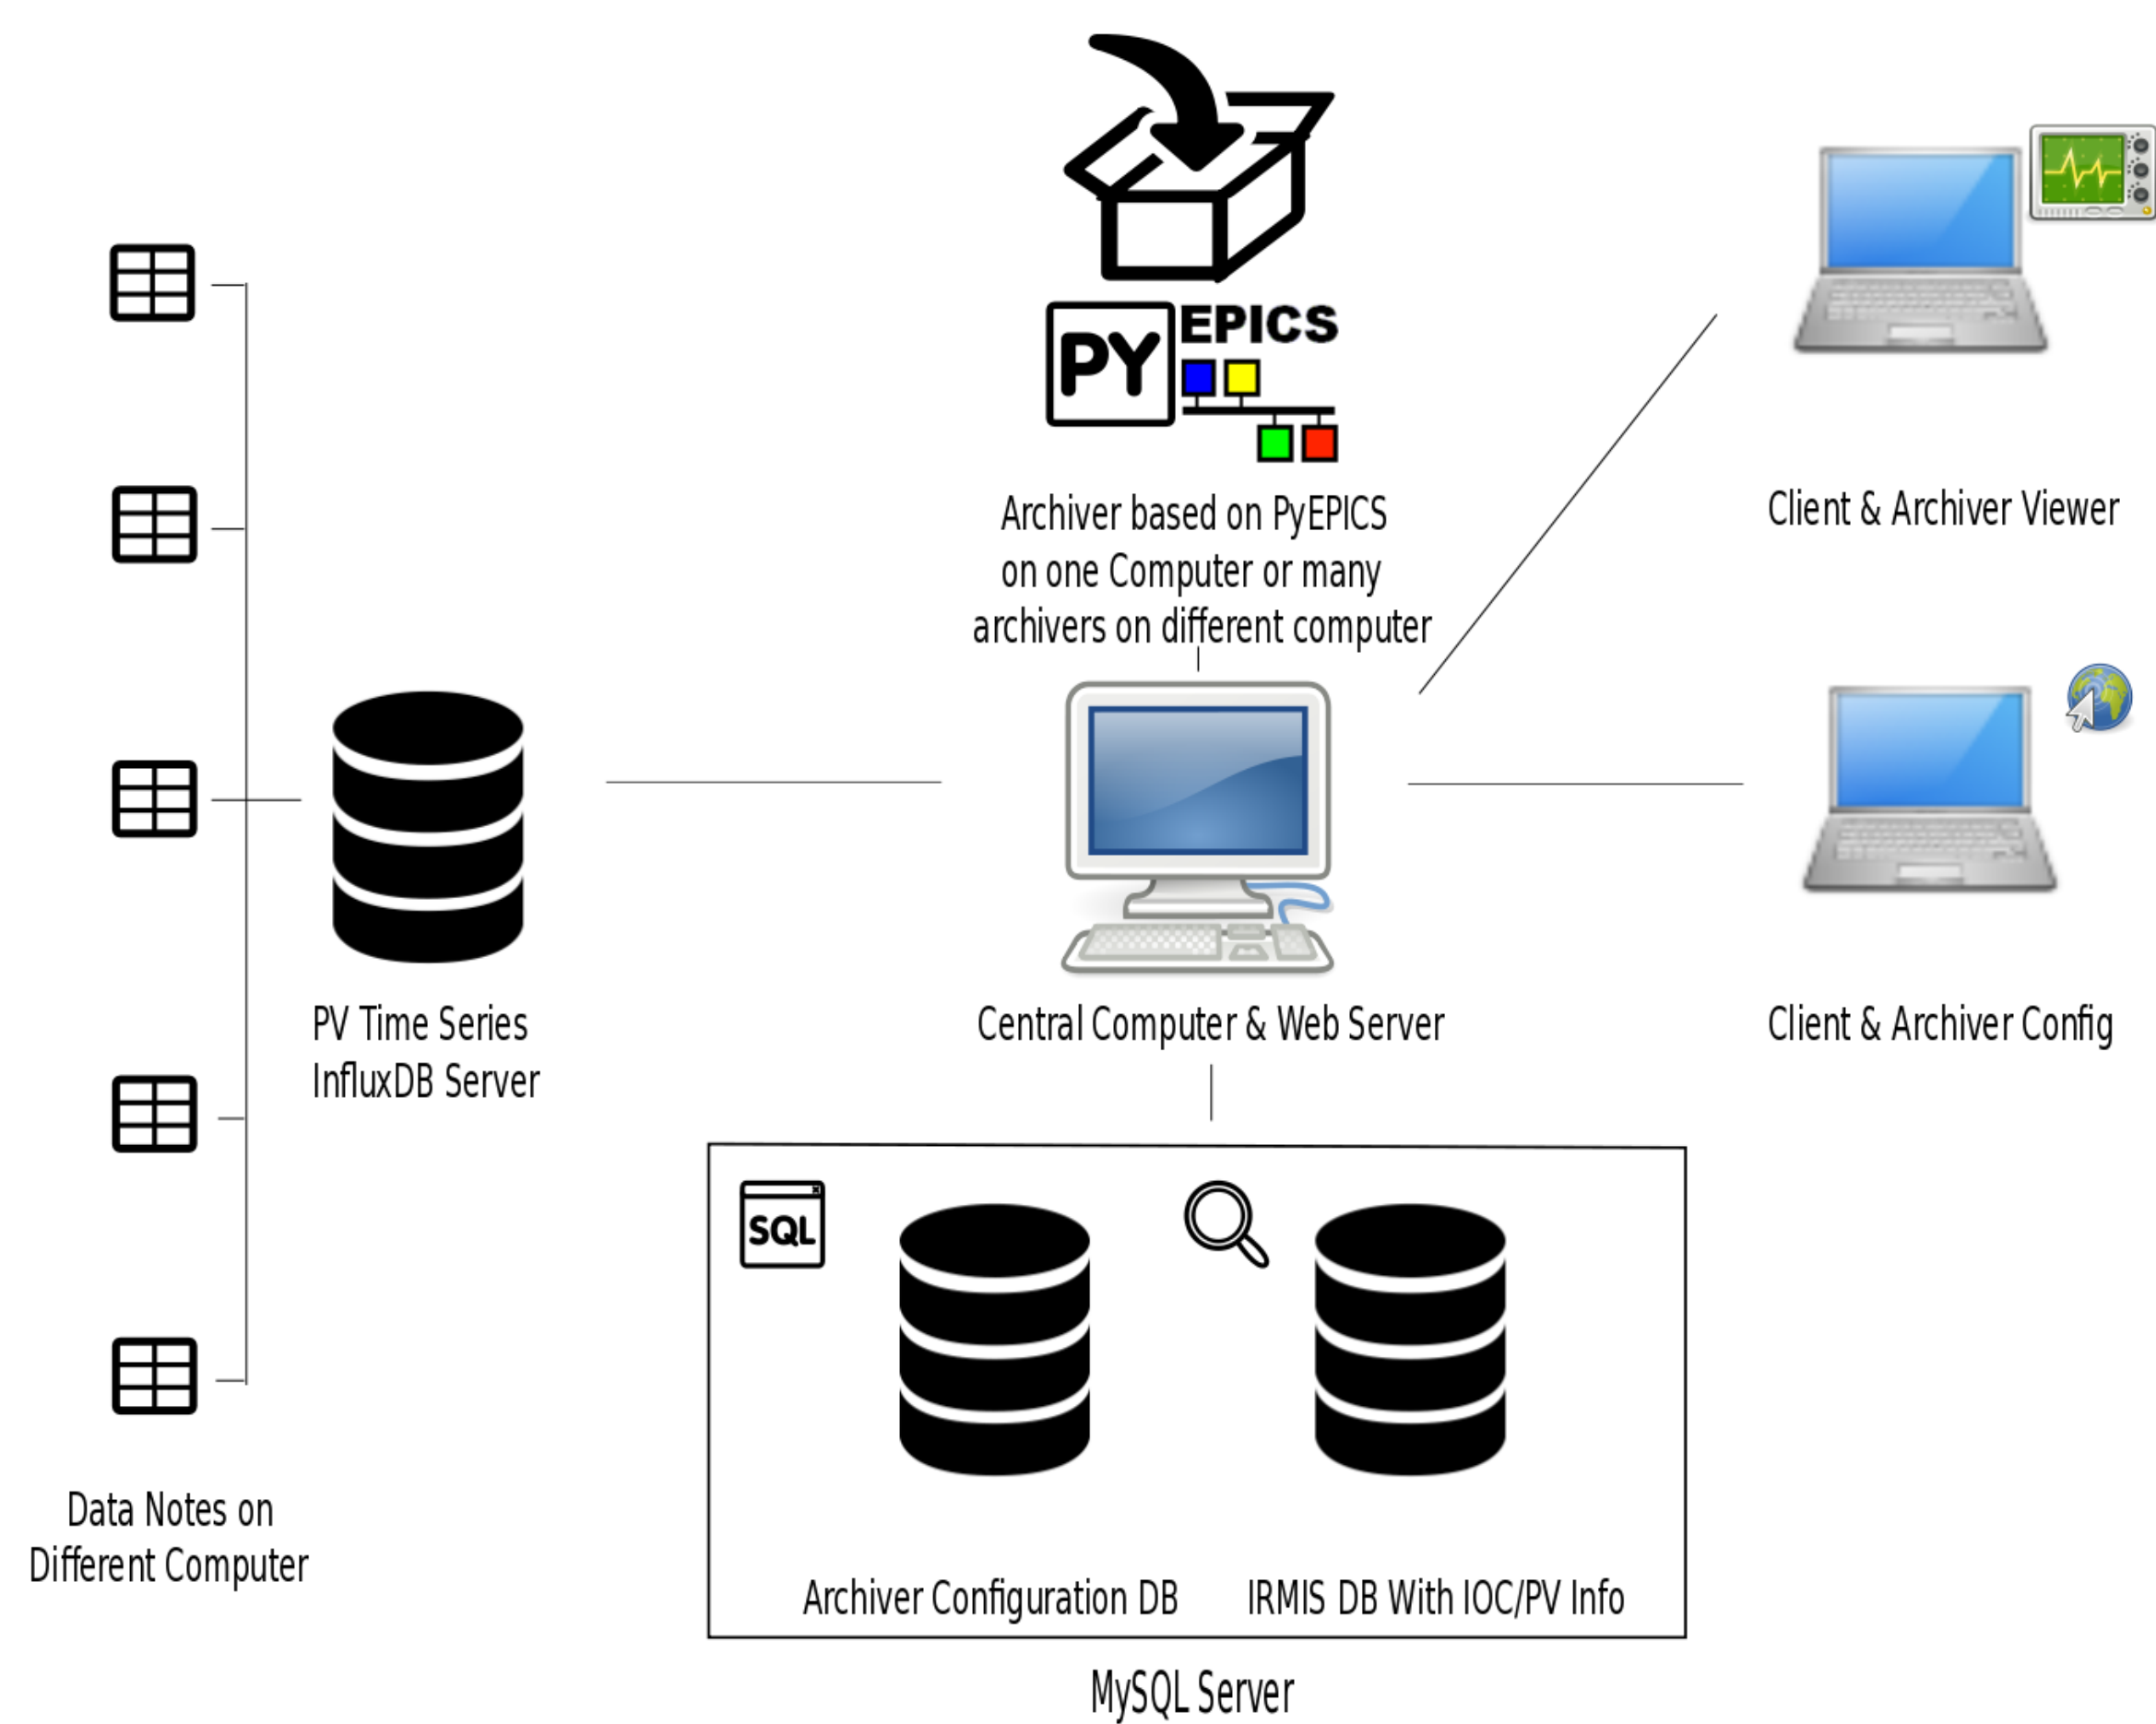 PY
EPICS
Archiver based on PyEPICS
on one Computer or many
archivers on different computer
Client & Archiver Viewer
PV Time Series
InfluxDB Server
Central Computer & Web Server
Client & Archiver Config
SQL
Data Notes on
Different Computer
Archiver Configuration DB
IRMIS DB With IOC/PV Info
MySQL Server